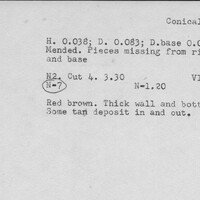 Conical
H. 0.038; D. 0.083; D.base 0.0
Mended. Pieces missing from ri
and base
N2. Cut 4. 3.30 VI
N-7 N-1.20
Red brown. Thick wall and bott
Some tan deposit in and out.